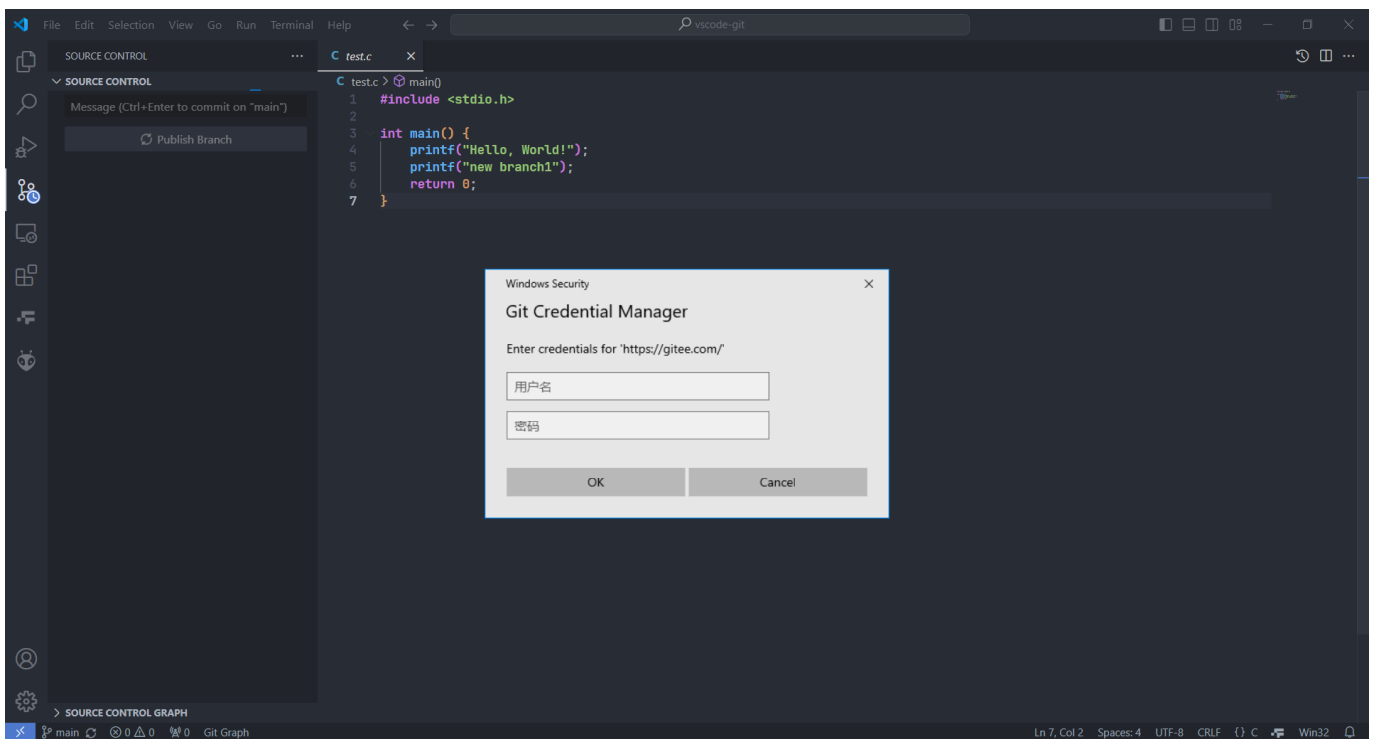 File Edit Selection View Go Run Terminal Help
vscode-git
SOURCE CONTROL
test.c
SOURCE CONTROL
C test.c > main()
Message (Ctrl+Enter to commit on "main")
Publish Branch
1 #include <stdio.h>
2
3 int main() {
4 printf("Hello, World!");
5 printf("new branch1");
6 return 0;
7 }
Windows Security
Git Credential Manager
Enter credentials for 'https://gitee.com/'
用户名
密码
OK Cancel
SOURCE CONTROL GRAPH
main 0 0 0 Git Graph
Ln 7, Col 2 Spaces: 4 UTF-8 CRLF {} C Win32